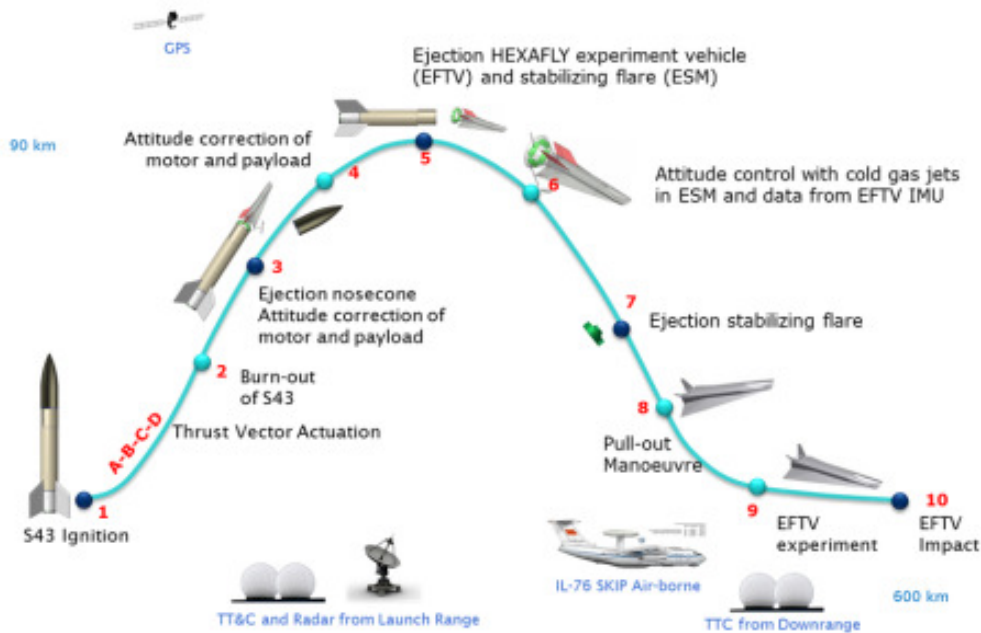 GPS
Ejection HEXAFLY experiment vehicle
(EFTV) and stabilizing flare (ESM)
90 km
Attitude correction of
motor and payload
4
5
6
Attitude control with cold gas jets
in ESM and data from EFTV IMU
3
Ejection nosecone
Attitude correction of
motor and payload
7
Ejection stabilizing flare
2
Burn-out
of S43
8
A-B-C-D
Thrust Vector Actuation
Pull-out
Manoeuvre
1
S43 Ignition
9
EFTV
experiment
10
EFTV
Impact
IL-76 SKIP Air-borne
600 km
TT&C and Radar from Launch Range
TTC from Downrange